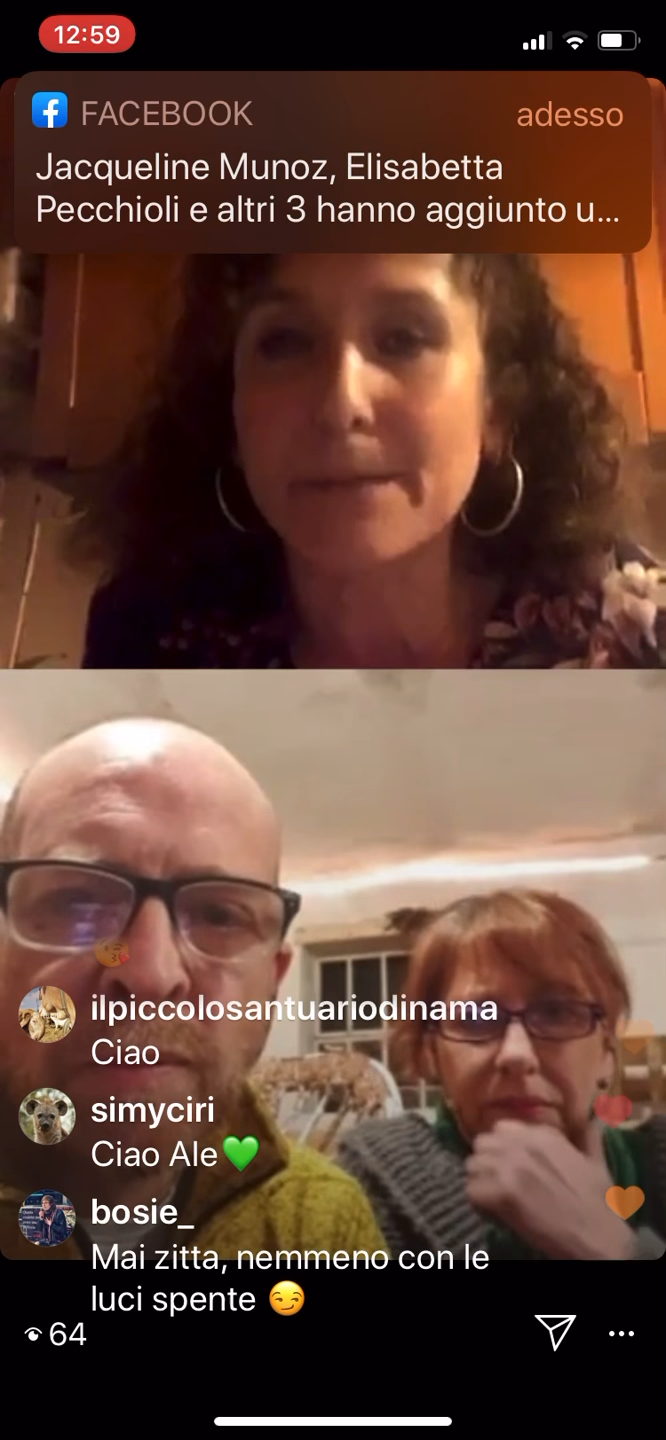 12:59
FACEBOOK
adesso
Jacqueline Munoz, Elisabetta
Pecchioli e altri 3 hanno aggiunto u...
ilpiccolosantuariodinama
Ciao
simyciri
Ciao Ale💚
bosie_
Mai zitta, nemmeno con le
luci spente 😏
64